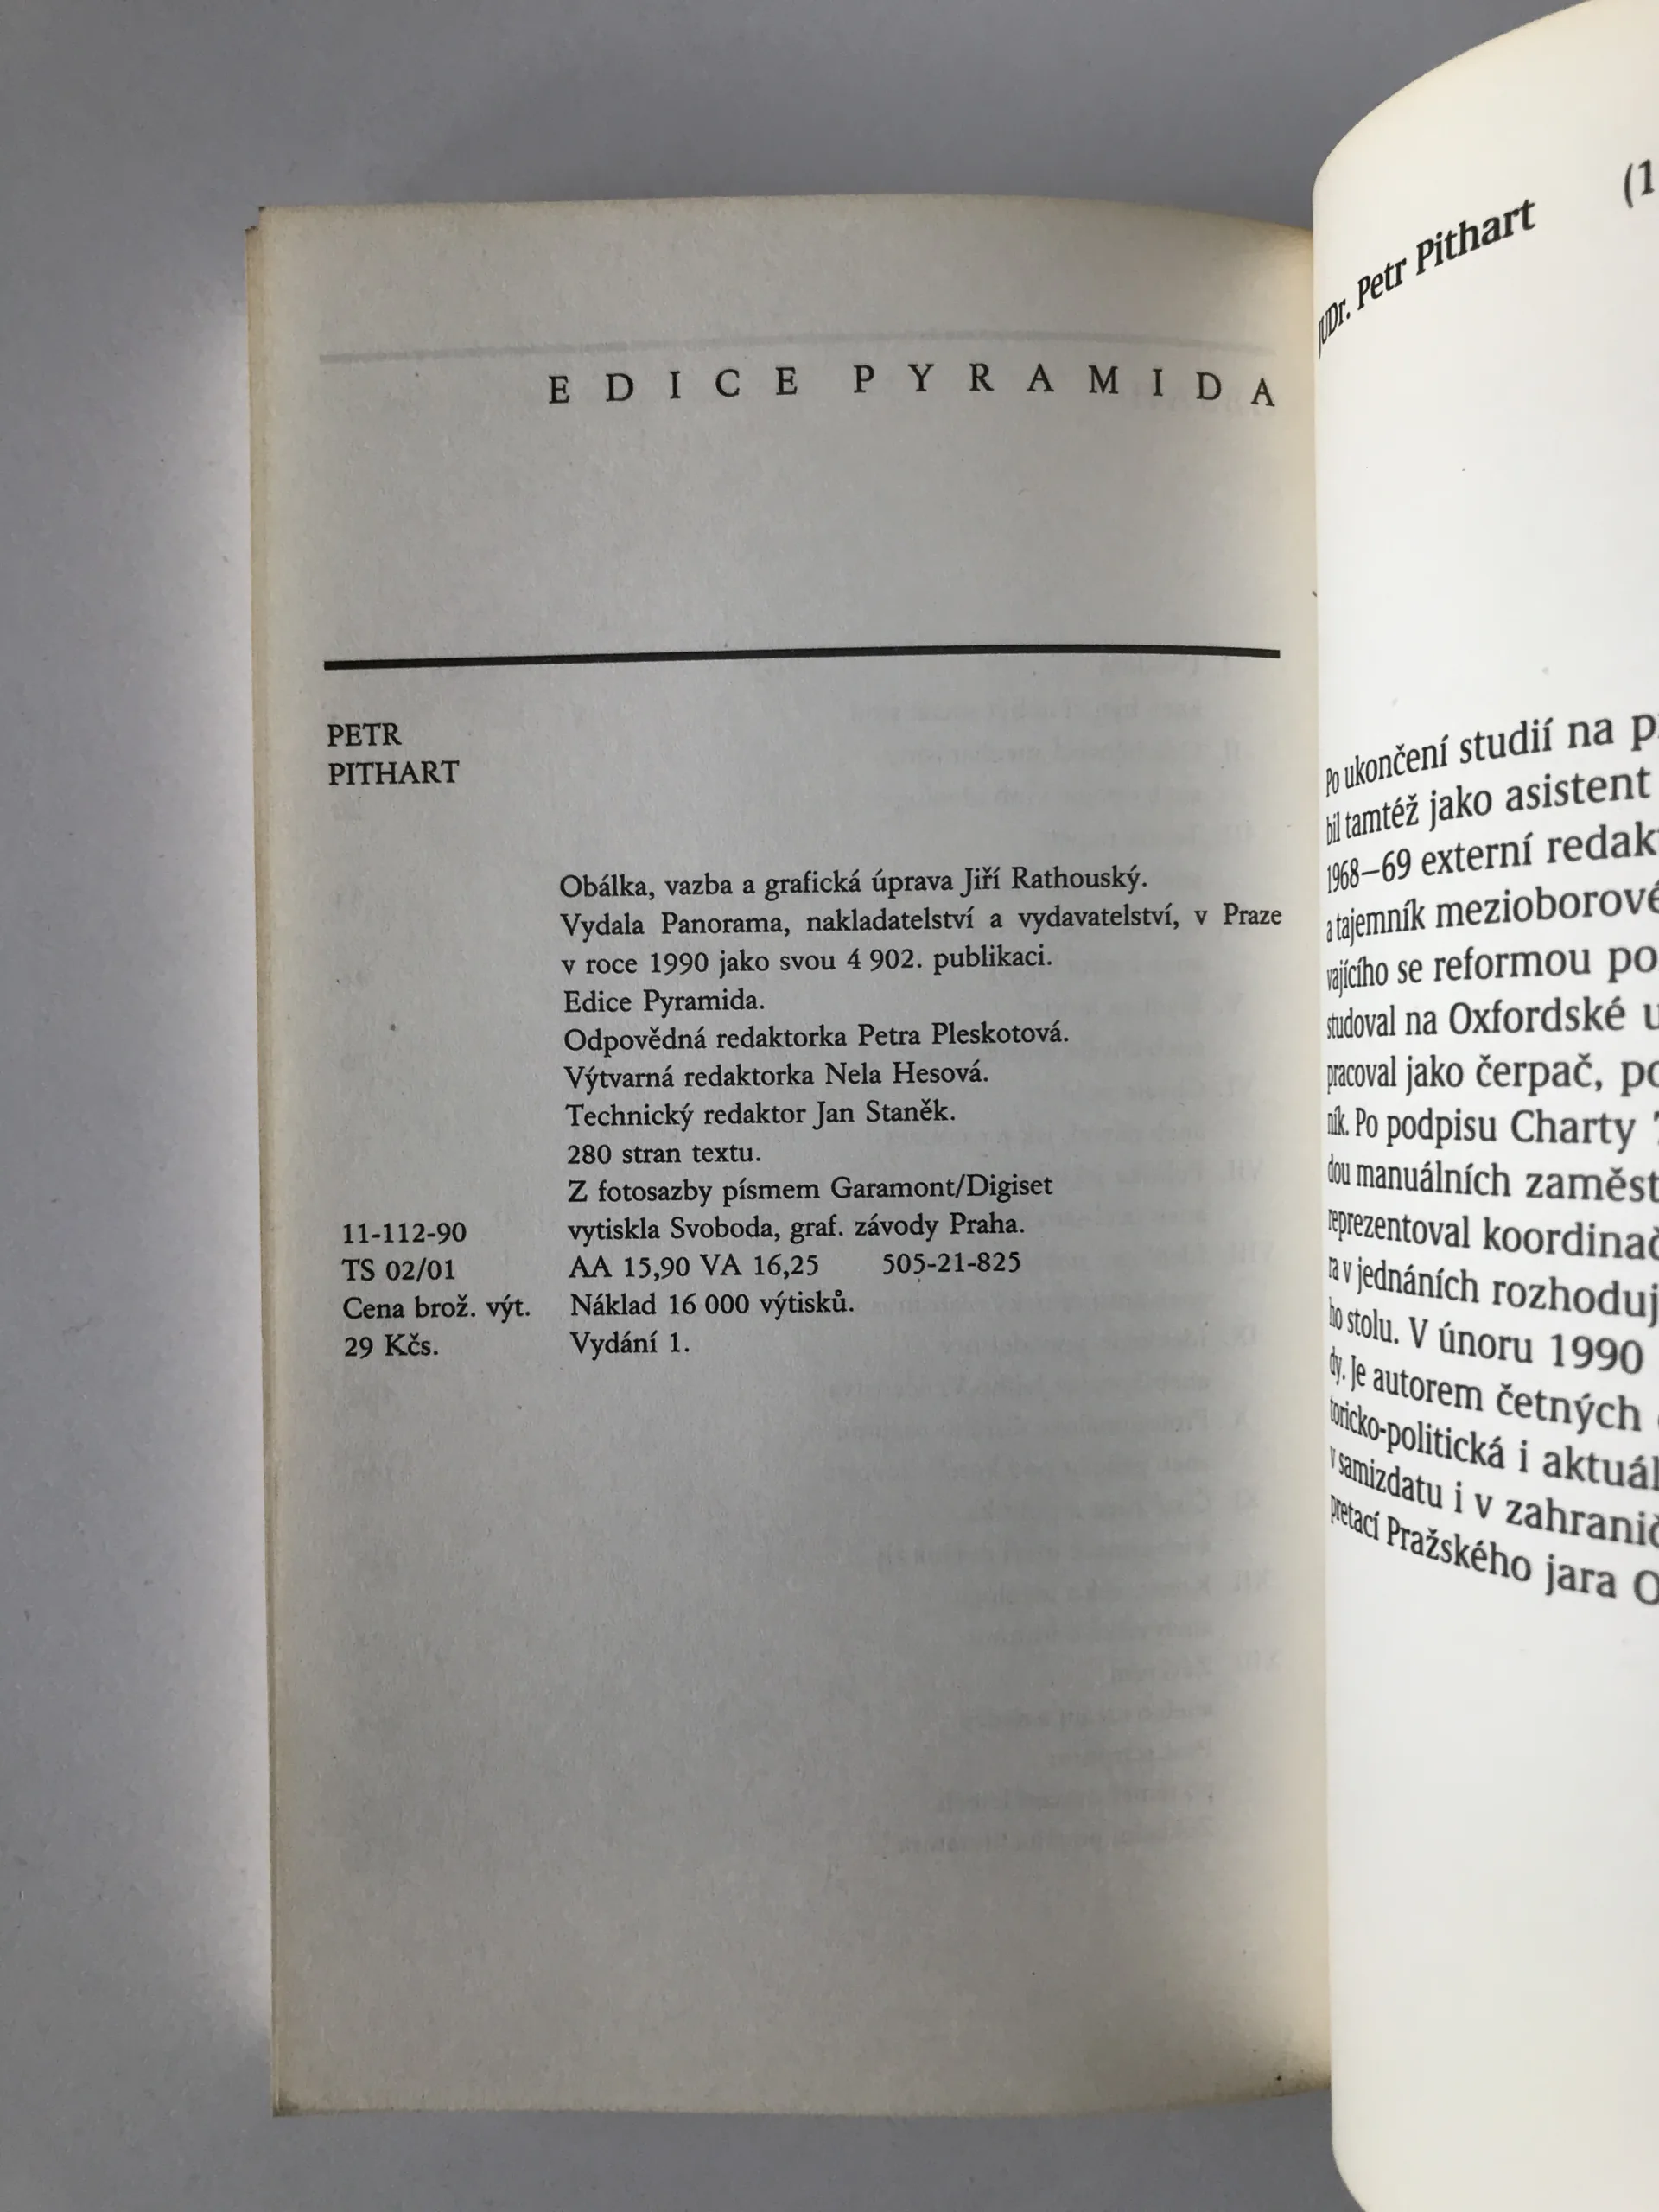 EDICE PYRAMIDA
PETR
PITHART
Obálka, vazba a grafická úprava Jiří Rathouský.
Vydala Panorama, nakladatelství a vydavatelství, v Praze
v roce 1990 jako svou 4 902. publikaci.
Edice Pyramida.
Odpovědná redaktorka Petra Pleskotová.
Výtvarná redaktorka Nela Hesová.
Technický redaktor Jan Staněk.
280 stran textu.
Z fotosazby písmem Garamont/Digiset
11-112-90 vytiskla Svoboda, graf. závody Praha.
TS 02/01 AA 15,90 VA 16,25 505-21-825
Cena brož. výt. Náklad 16 000 výtisků.
29 Kčs. Vydání 1.
JUDr. Petr Pithart (1
Po ukončení studií na
bil tamtéž jako asistent
1968—69 externí redak
a tajemník mezioborové
vajícího se reformou po
studoval na Oxfordské u
pracoval jako čerpač, po
ník. Po podpisu Charty
dou manuálních zaměst
reprezentoval koordinač
ra v jednáních rozhoduj
ho stolu. V únoru 1990
dy. Je autorem četných
toricko-politická i aktuál
v samizdatu i v zahranič
pretací Pražského jara O